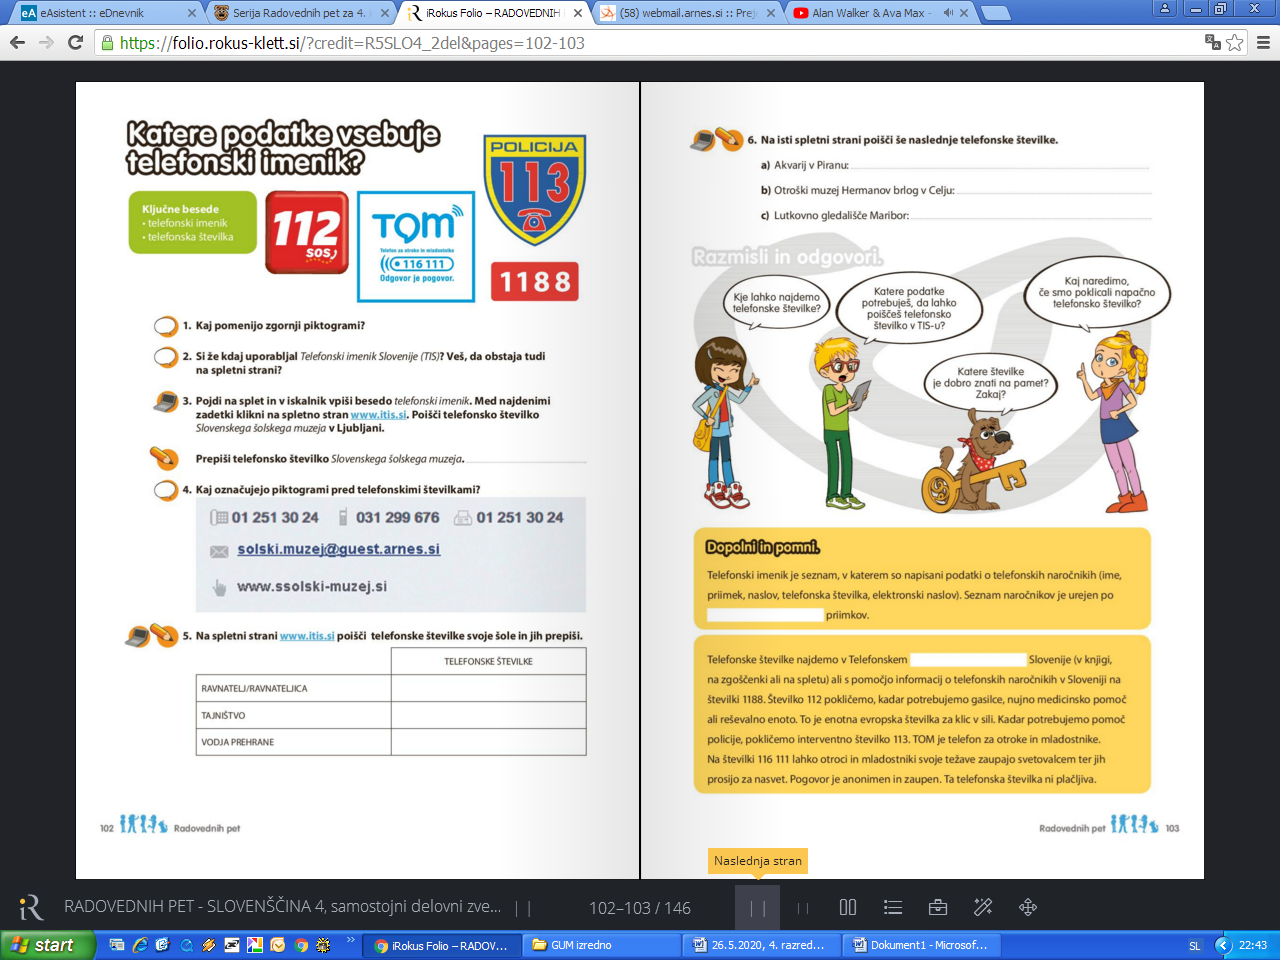 eAsistent :: eDnevnik
Serija Radovednih pet za 4.
iRokus Folio – RADOVEDNIH
(58) webmail.arnes.si :: Prej
Alan Walker & Ava Max -
https://folio.rokus-klett.si/?credit=R5SLO4_2del&pages=102-103
Katere podatke vsebuje
telefonski imenik?
Ključne besede
• telefonski imenik
• telefonska številka
112
SOS
TOM
Telefon za otroke in mladostnike
116 111
Odgovor je pogovor.
POLICIJA
113
1188
1. Kaj pomenijo zgornji piktogrami?
2. Si že kdaj uporabljal Telefonski imenik Slovenije (TIS)? Veš, da obstaja tudi
na spletni strani?
3. Pojdi na splet in v iskalnik vpiši besedo telefonski imenik. Med najdenimi
zadetki klikni na spletno stran www.itis.si. Poišči telefonsko številko
Slovenskega šolskega muzeja v Ljubljani.
Prepiši telefonsko številko Slovenskega šolskega muzeja.
4. Kaj označujejo piktogrami pred telefonskimi številkami?
01 251 30 24 031 299 676 01 251 30 24
solski.muzej@guest.arnes.si
www.ssolski-muzej.si
5. Na spletni strani www.itis.si poišči telefonske številke svoje šole in jih prepiši.
TELEFONSKE ŠTEVILKE
RAVNATELJ/RAVNATELJICA
TAJNIŠTVO
VODJA PREHRANE
102 Radovednih pet
6. Na isti spletni strani poišči še naslednje telefonske številke.
a) Akvarij v Piranu:
b) Otroški muzej Hermanov brlog v Celju:
c) Lutkovno gledališče Maribor:
Razmisli in odgovori.
Kje lahko najdemo
telefonske številke?
Katere podatke
potrebuješ, da lahko
poiščeš telefonsko
številko v TIS-u?
Kaj naredimo,
če smo poklicali napačno
telefonsko številko?
Katere številke
je dobro znati na pamet?
Zakaj?
Dopolni in pomni.
Telefonski imenik je seznam, v katerem so napisani podatki o telefonskih naročnikih (ime,
priimek, naslov, telefonska številka, elektronski naslov). Seznam naročnikov je urejen po
priimkov.
Telefonske številke najdemo v Telefonskem Slovenije (v knjigi,
na zgoščenki ali na spletu) ali s pomočjo informacij o telefonskih naročnikih v Sloveniji na
številki 1188. Številko 112 pokličemo, kadar potrebujemo gasilce, nujno medicinsko pomoč
ali reševalno enoto. To je enotna evropska številka za klic v sili. Kadar potrebujemo pomoč
policije, pokličemo interventno številko 113. TOM je telefon za otroke in mladostnike.
Na številki 116 111 lahko otroci in mladostniki svoje težave zaupajo svetovalcem ter jih
prosijo za nasvet. Pogovor je anonimen in zaupen. Ta telefonska številka ni plačljiva.
Radovednih pet 103
Naslednja stran
RADOVEDNIH PET - SLOVENŠČINA 4, samostojni delovni zve...
102–103 / 146
start
iRokus Folio – RADOV...
GUM izredno
26.5.2020, 4. razred...
Dokument1 - Microsof...
SL
22:43